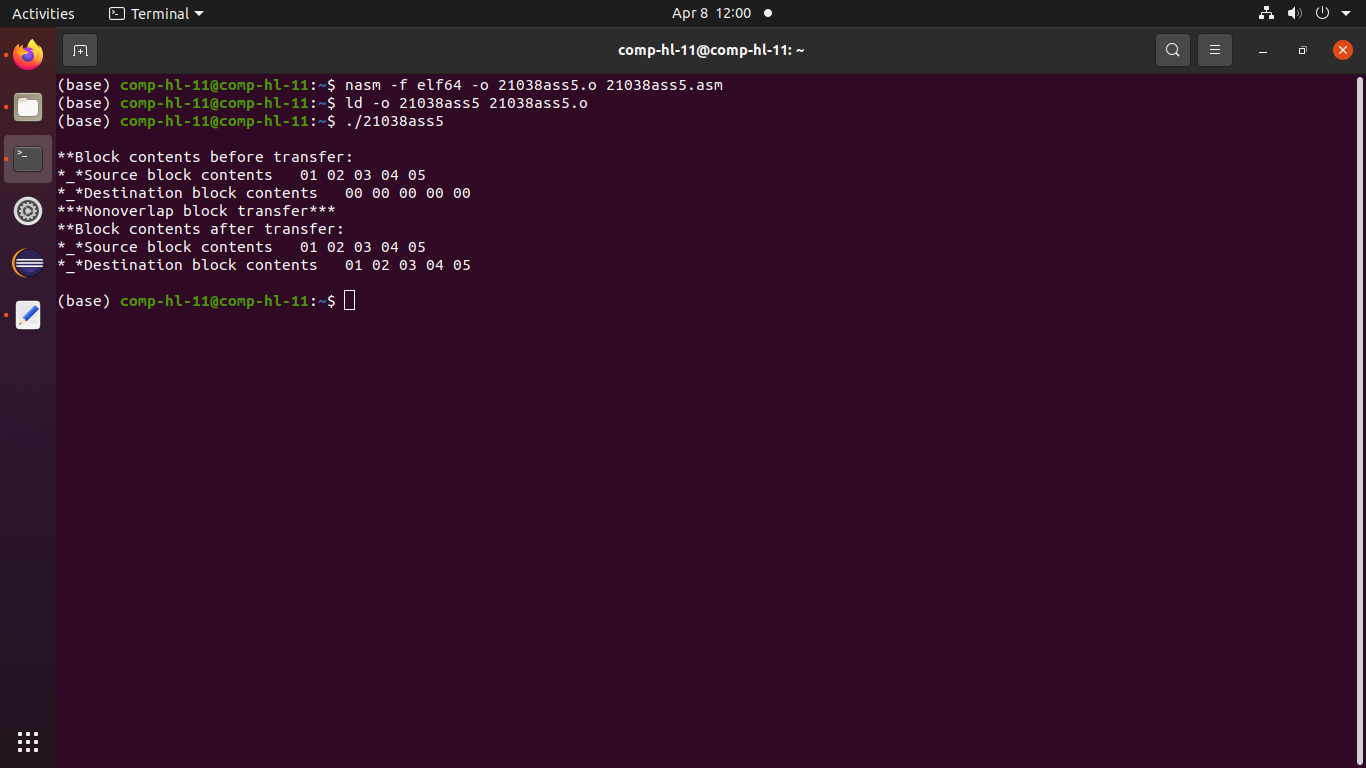 Activities Terminal Apr 8 12:00
comp-hl-11@comp-hl-11: ~
(base) comp-hl-11@comp-hl-11:~$ nasm -f elf64 -o 21038ass5.o 21038ass5.asm
(base) comp-hl-11@comp-hl-11:~$ ld -o 21038ass5 21038ass5.o
(base) comp-hl-11@comp-hl-11:~$ ./21038ass5
**Block contents before transfer:
*_*Source block contents   01 02 03 04 05
*_*Destination block contents   00 00 00 00 00
***Nonoverlap block transfer***
**Block contents after transfer:
*_*Source block contents   01 02 03 04 05
*_*Destination block contents   01 02 03 04 05
(base) comp-hl-11@comp-hl-11:~$